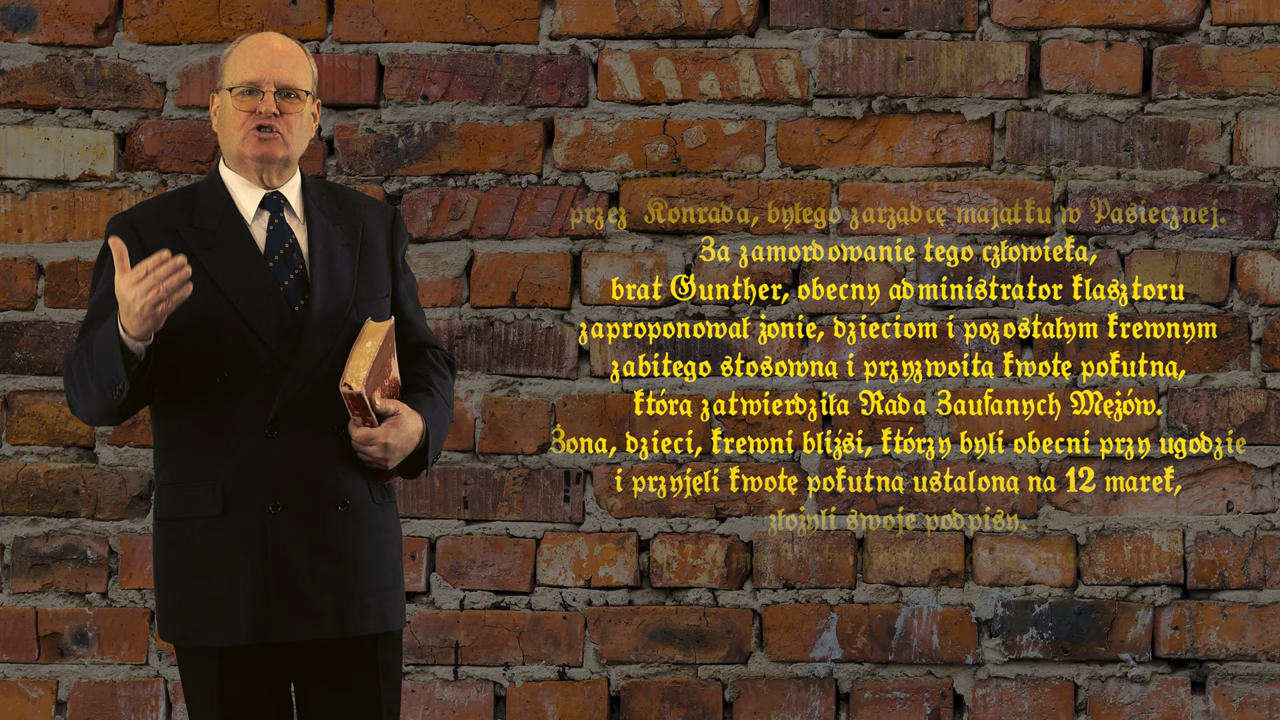 przez Konrada, byłego zarządcę majątku w Pasiecznej.
Za zamordowanie tego człowieka,
brat Gunther, obecny administrator klasztoru
zaproponował żonie, dzieciom i pozostałym krewnym
zabitego stosowną i przyzwoitą kwotę pokutną,
którą zatwierdziła Rada Zaufanych Mężów.
Żona, dzieci, krewni bliżsi, którzy byli obecni przy ugodzie
i przyjęli kwotę pokutną ustaloną na 12 marek,
złożyli swoje podpisy.